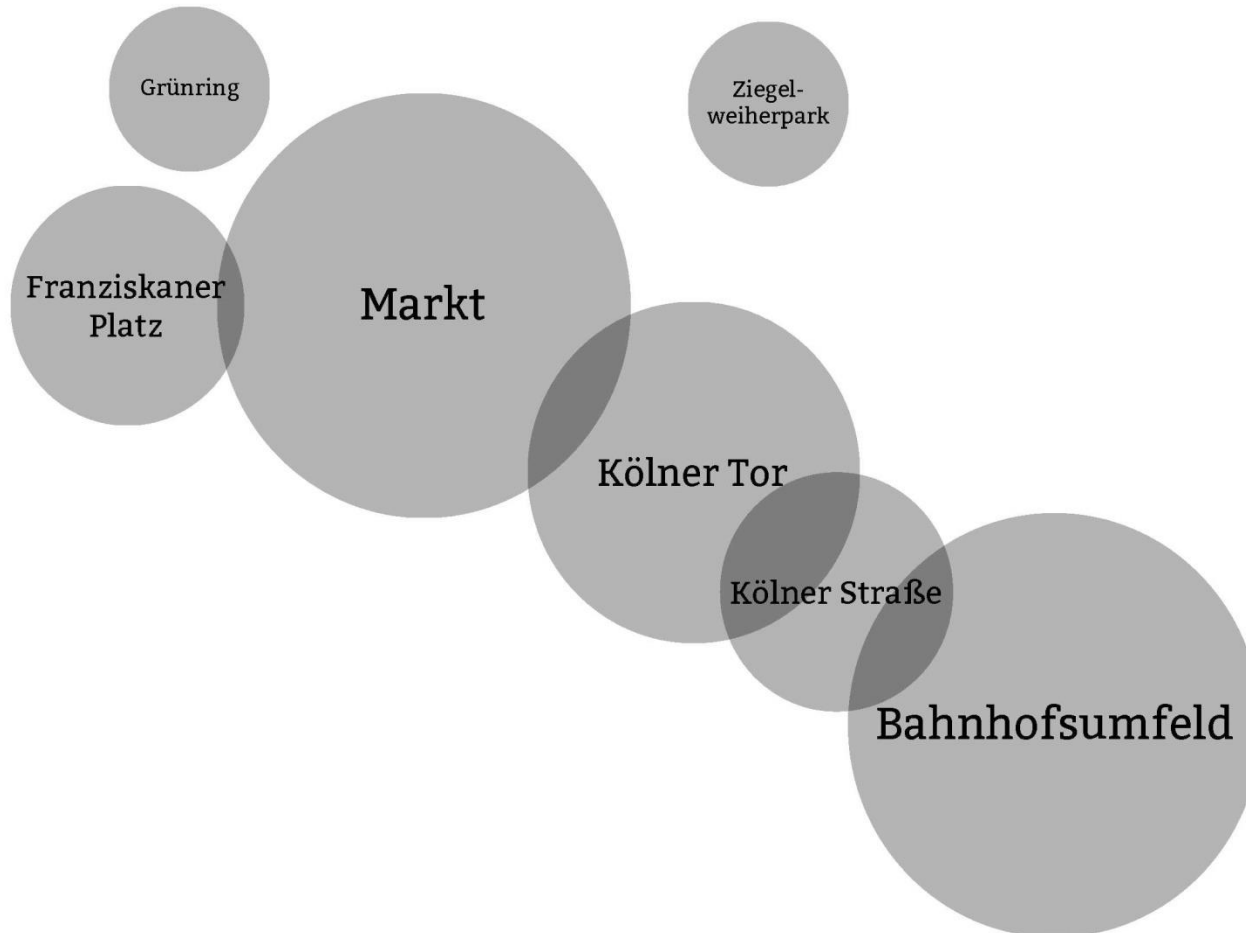 Grünring
Ziegel-
weiherpark
Franziskaner
Platz
Markt
Kölner Tor
Kölner Straße
Bahnhofsumfeld